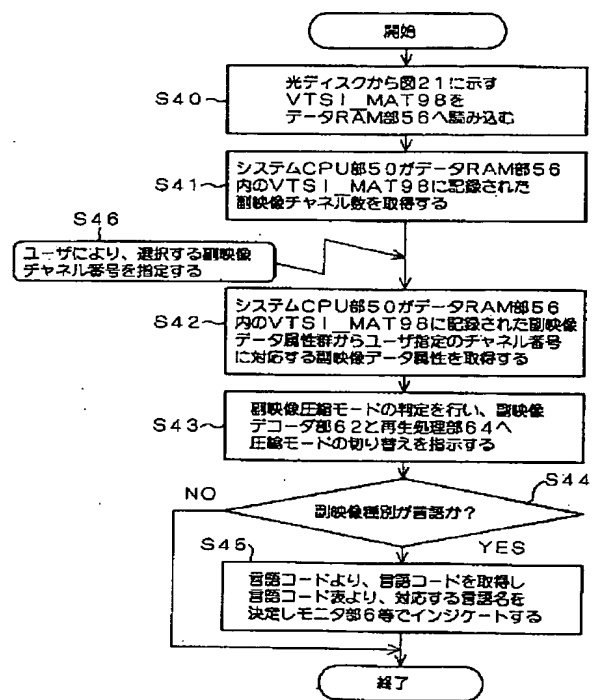 開始
S40
光ディスクから図21に示す
VTSI_MAT98を
データRAM部56へ読み込む
S41
システムCPU部50がデータRAM部56
内のVTSI_MAT98に記録された
副映像チャネル数を取得する
S46
ユーザにより、選択する副映像
チャネル番号を指定する
S42
システムCPU部50がデータRAM部56
内のVTSI_MAT98に記録された副映像
データ属性群からユーザ指定のチャネル番号
に対応する副映像データ属性を取得する
S43
副映像圧縮モードの判定を行い、副映像
デコーダ部62と再生処理部64へ
圧縮モードの切り替えを指示する
S44
NO
副映像種別が言語か？
YES
S45
言語コードより、言語コードを取得し
言語コード表より、対応する言語名を
決定しモニタ部6等でインジケートする
終了